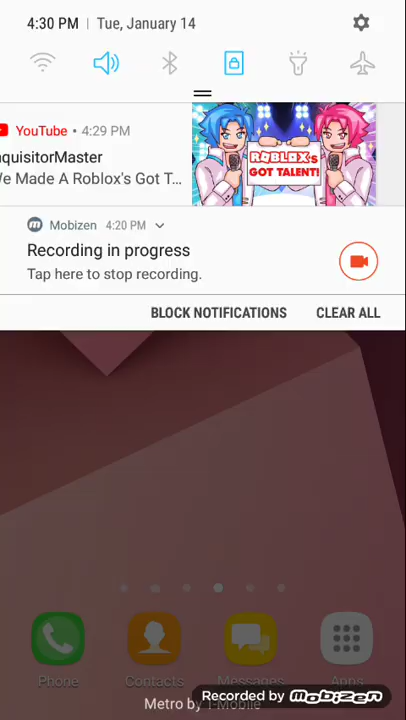 4:30 PM | Tue, January 14
YouTube • 4:29 PM
nquisitorMaster
We Made A Roblox's Got T...
ROBLOX's
GOT TALENT!
Mobizen 4:20 PM
Recording in progress
Tap here to stop recording.
BLOCK NOTIFICATIONS CLEAR ALL
Phone Contacts Messages Apps
Metro by T-Mobile
Recorded by mobizen